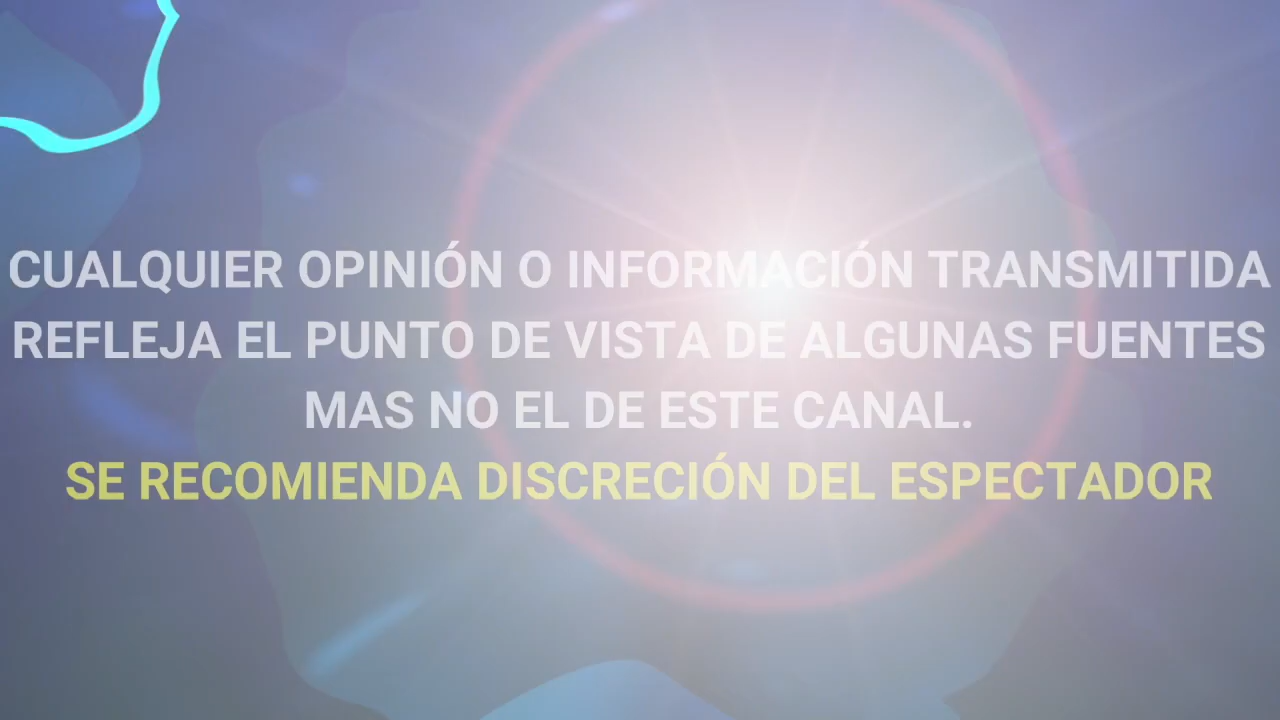 CUALQUIER OPINIÓN O INFORMACIÓN TRANSMITIDA
REFLEJA EL PUNTO DE VISTA DE ALGUNAS FUENTES
MAS NO EL DE ESTE CANAL.
SE RECOMIENDA DISCRECIÓN DEL ESPECTADOR